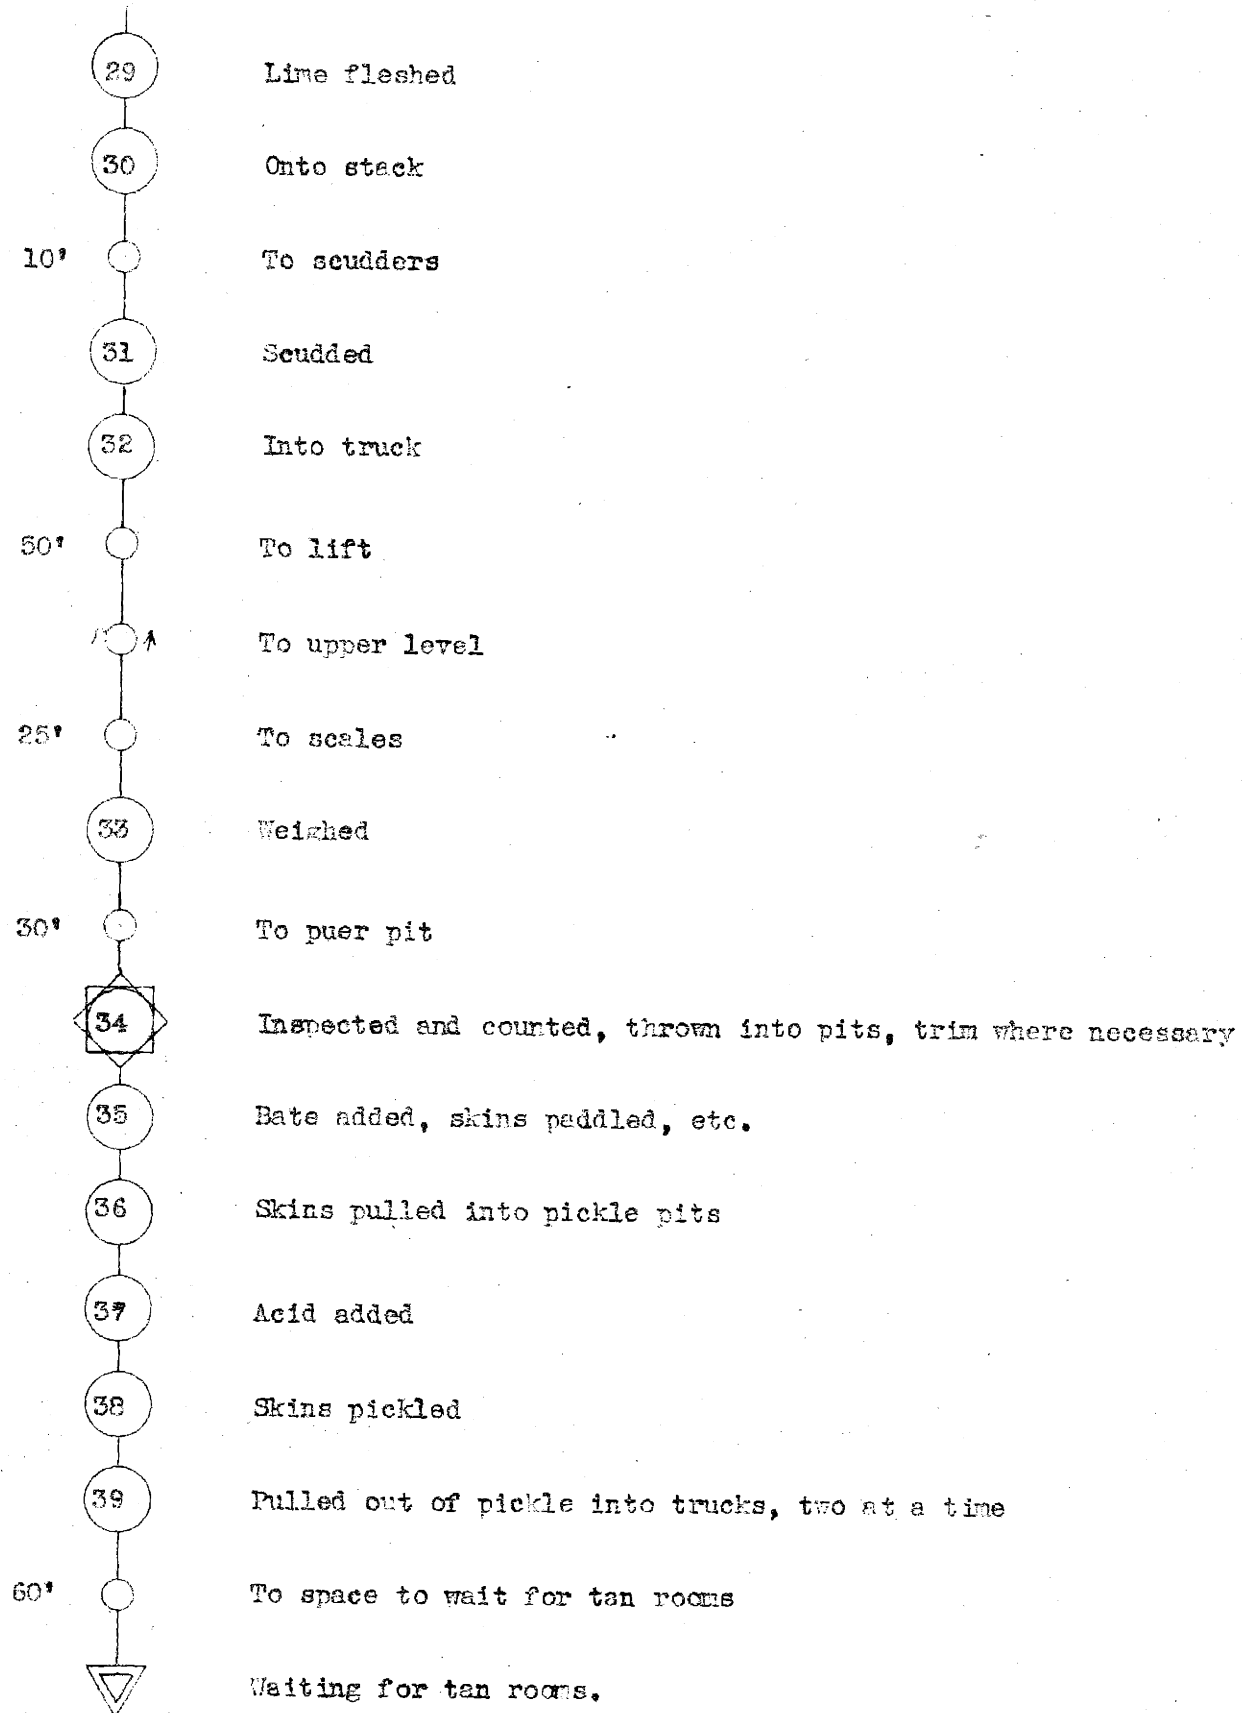 29 Lime fleshed
30 Onto stack
10' To scudders
31 Scudded
32 Into truck
50' To lift
To upper level
25' To scales
33 Weighed
30' To puer pit
34 Inspected and counted, thrown into pits, trim where necessary
35 Bate added, skins paddled, etc.
36 Skins pulled into pickle pits
37 Acid added
38 Skins pickled
39 Pulled out of pickle into trucks, two at a time
60' To space to wait for tan rooms
Waiting for tan rooms.